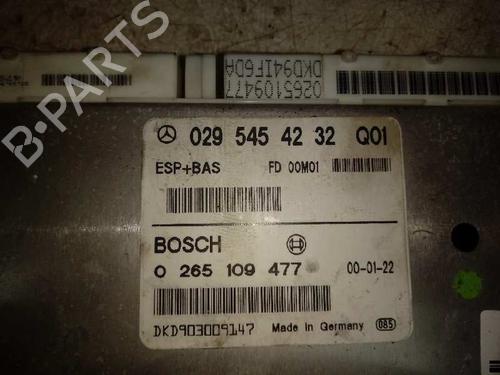 0265109477
DKD94IF6DA
029 545 42 32 Q01
ESP+BAS FD 00M01
BOSCH
0 265 109 477 00-01-22
DKD903009147 Made in Germany 085
B-PARTS